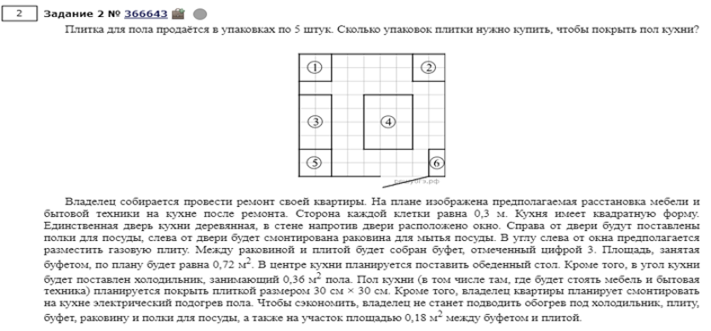 2 Задание 2 № 366643
Плитка для пола продаётся в упаковках по 5 штук. Сколько упаковок плитки нужно купить, чтобы покрыть пол кухни?
1 2
3 4
5 6
Владелец собирается провести ремонт своей квартиры. На плане изображена предполагаемая расстановка мебели и
бытовой техники на кухне после ремонта. Сторона каждой клетки равна 0,3 м. Кухня имеет квадратную форму.
Единственная дверь кухни деревянная, в стене напротив двери расположено окно. Справа от двери будут поставлены
полки для посуды, слева от двери будет смонтирована раковина для мытья посуды. В углу слева от окна предполагается
разместить газовую плиту. Между раковиной и плитой будет собран буфет, отмеченный цифрой 3. Площадь, занятая
буфетом, по плану будет равна 0,72 м². В центре кухни планируется поставить обеденный стол. Кроме того, в угол кухни
будет поставлен холодильник, занимающий 0,36 м² пола. Пол кухни (в том числе там, где будет стоять мебель и бытовая
техника) планируется покрыть плиткой размером 30 см × 30 см. Кроме того, владелец квартиры планирует смонтировать
на кухне электрический подогрев пола. Чтобы сэкономить, владелец не станет подводить обогрев под холодильник, плиту,
буфет, раковину и полки для посуды, а также на участок площадью 0,18 м² между буфетом и плитой.